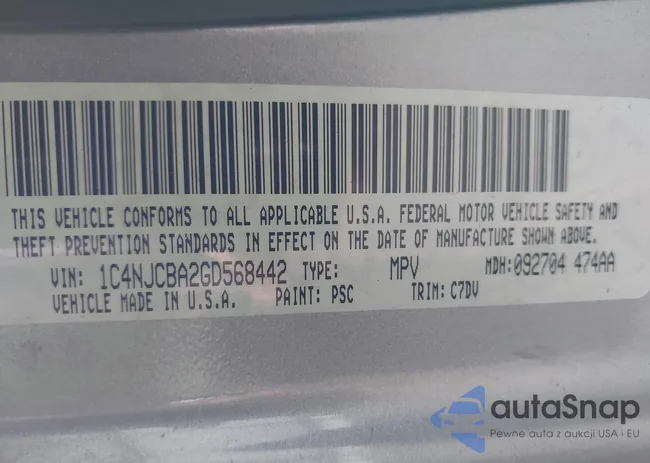 THIS VEHICLE CONFORMS TO ALL APPLICABLE U.S.A. FEDERAL MOTOR VEHICLE SAFETY AND
THEFT PREVENTION STANDARDS IN EFFECT ON THE DATE OF MANUFACTURE SHOWN ABOVE.
VIN: 1C4NJCBA2GD568442 TYPE: MPV MDH:092704 474AA
VEHICLE MADE IN U.S.A. PAINT: PSC TRIM: C7DV
autaSnap
Pewne auta z aukcji USA i EU